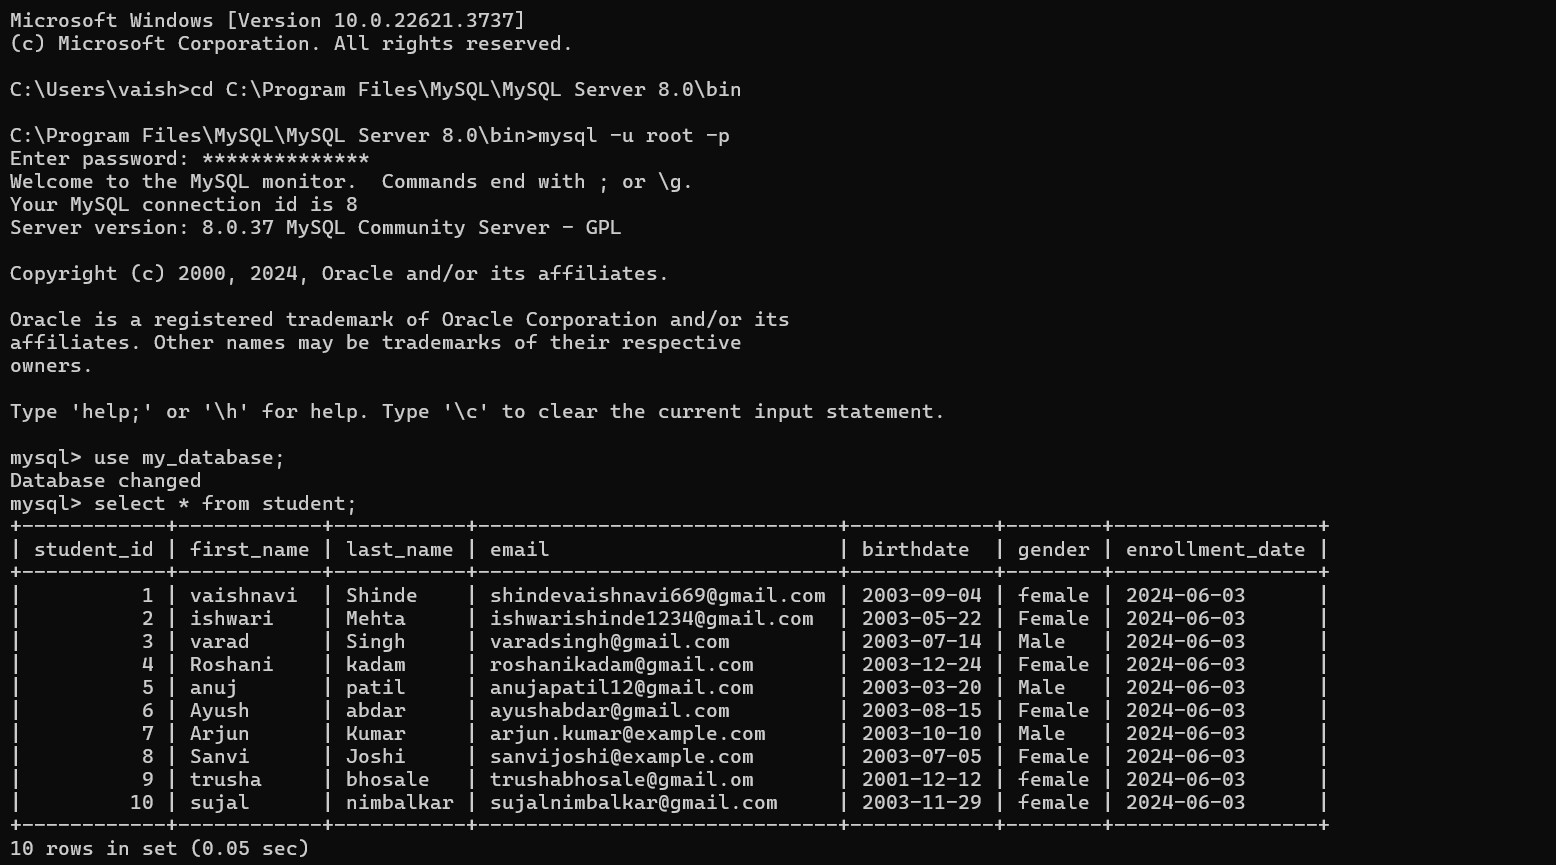 Microsoft Windows [Version 10.0.22621.3737]
(c) Microsoft Corporation. All rights reserved.

C:\Users\vaish>cd C:\Program Files\MySQL\MySQL Server 8.0\bin

C:\Program Files\MySQL\MySQL Server 8.0\bin>mysql -u root -p
Enter password: **************
Welcome to the MySQL monitor.  Commands end with ; or \g.
Your MySQL connection id is 8
Server version: 8.0.37 MySQL Community Server - GPL

Copyright (c) 2000, 2024, Oracle and/or its affiliates.

Oracle is a registered trademark of Oracle Corporation and/or its
affiliates. Other names may be trademarks of their respective
owners.

Type 'help;' or '\h' for help. Type '\c' to clear the current input statement.

mysql> use my_database;
Database changed
mysql> select * from student;
+------------+------------+-----------+------------------------------+------------+--------+-----------------+
| student_id | first_name | last_name | email                        | birthdate  | gender | enrollment_date |
+------------+------------+-----------+------------------------------+------------+--------+-----------------+
|          1 | vaishnavi  | Shinde    | shindevaishnavi669@gmail.com | 2003-09-04 | female | 2024-06-03      |
|          2 | ishwari    | Mehta     | ishwarishinde1234@gmail.com  | 2003-05-22 | Female | 2024-06-03      |
|          3 | varad      | Singh     | varadsingh@gmail.com         | 2003-07-14 | Male   | 2024-06-03      |
|          4 | Roshani    | kadam     | roshanikadam@gmail.com       | 2003-12-24 | Female | 2024-06-03      |
|          5 | anuj       | patil     | anujapatil12@gmail.com       | 2003-03-20 | Male   | 2024-06-03      |
|          6 | Ayush      | abdar     | ayushabdar@gmail.com         | 2003-08-15 | Female | 2024-06-03      |
|          7 | Arjun      | Kumar     | arjun.kumar@example.com      | 2003-10-10 | Male   | 2024-06-03      |
|          8 | Sanvi      | Joshi     | sanvijoshi@example.com       | 2003-07-05 | Female | 2024-06-03      |
|          9 | trusha     | bhosale   | trushabhosale@gmail.om       | 2001-12-12 | female | 2024-06-03      |
|         10 | sujal      | nimbalkar | sujalnimbalkar@gmail.com     | 2003-11-29 | female | 2024-06-03      |
+------------+------------+-----------+------------------------------+------------+--------+-----------------+
10 rows in set (0.05 sec)